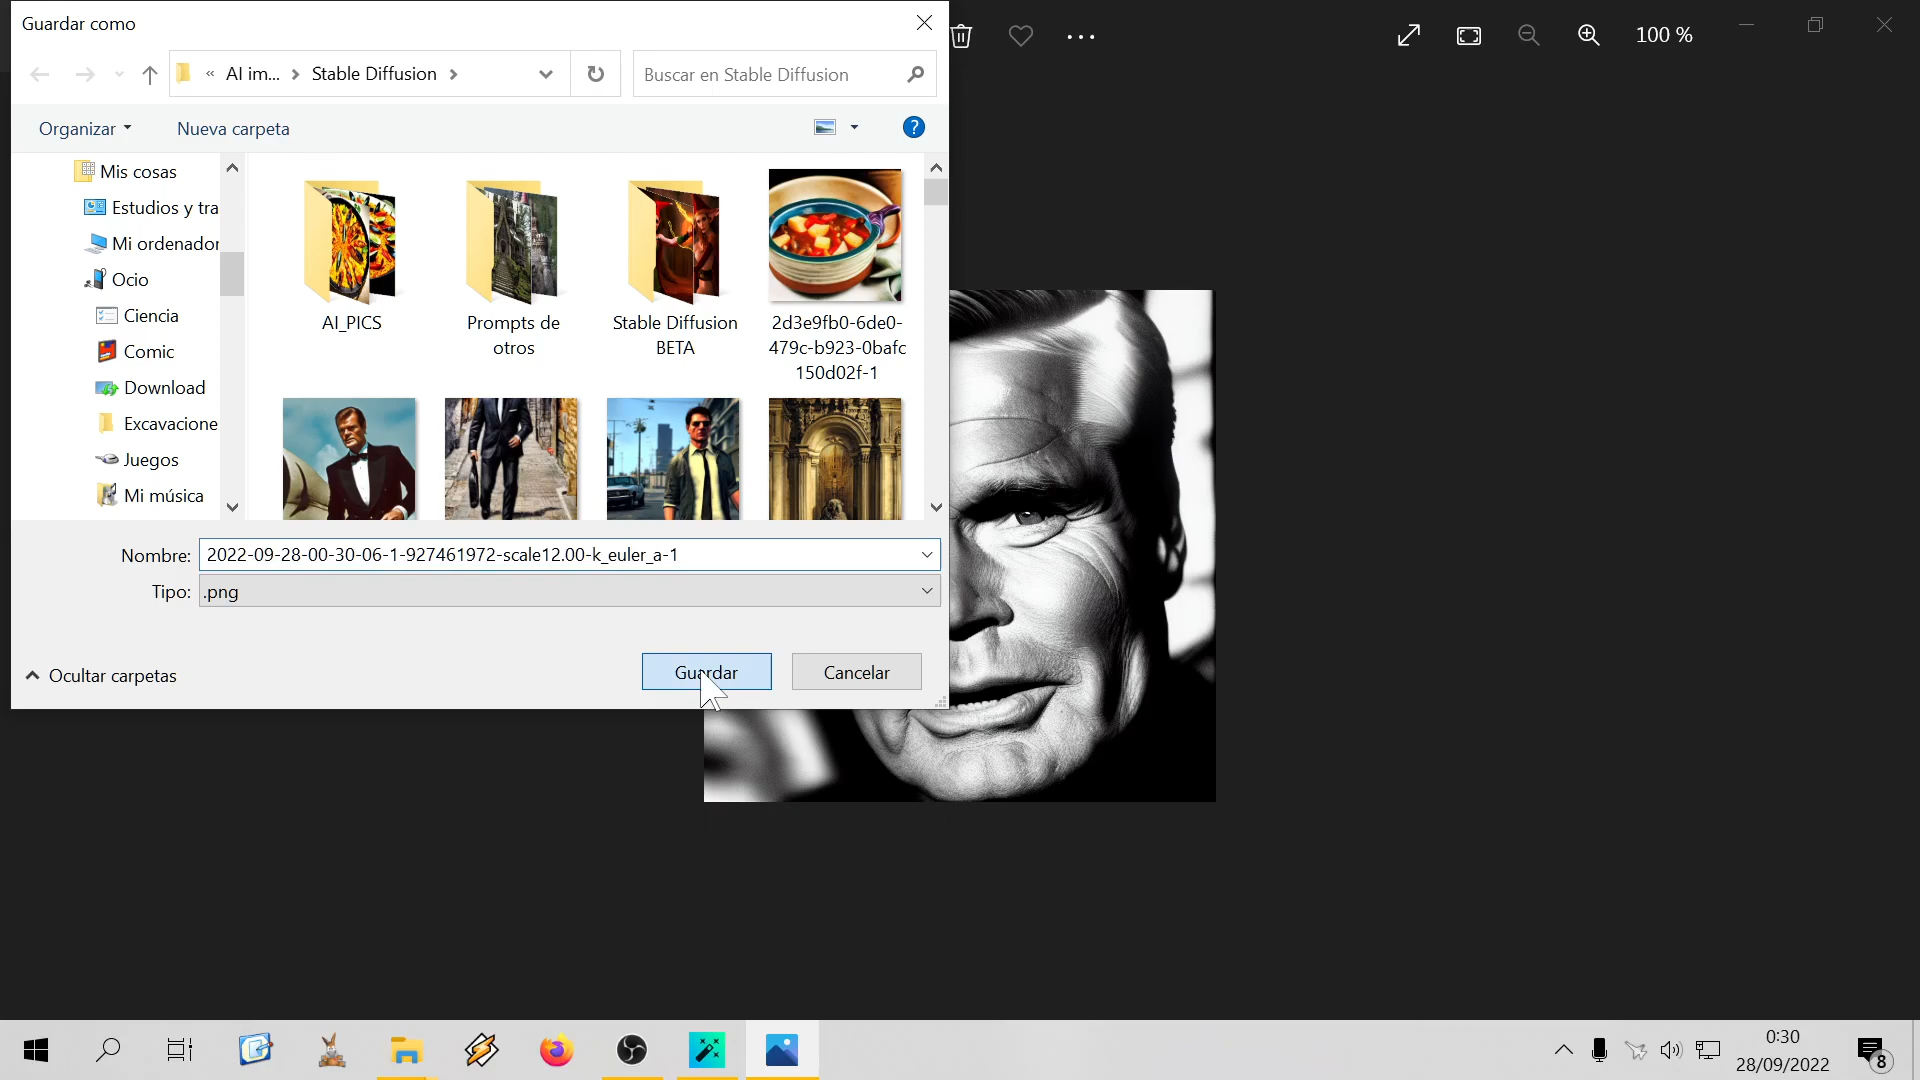 Guardar como
100 %
« AI im... > Stable Diffusion >
Buscar en Stable Diffusion
Organizar
Nueva carpeta
Mis cosas
Estudios y tra
Mi ordenador
Ocio
Ciencia
Comic
Download
Excavacione
Juegos
Mi música
AI_PICS
Prompts de
otros
Stable Diffusion
BETA
2d3e9fb0-6de0-
479c-b923-0bafc
150d02f-1
Nombre: 2022-09-28-00-30-06-1-927461972-scale12.00-k_euler_a-1
Tipo: .png
Ocultar carpetas
Guardar
Cancelar
0:30
28/09/2022
8